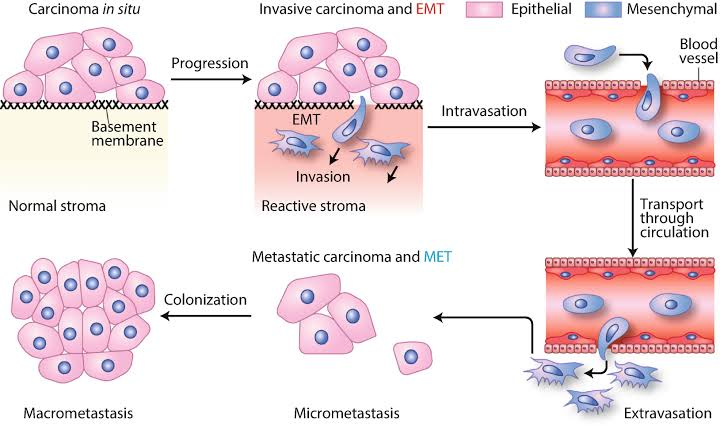 Carcinoma in situ
Invasive carcinoma and EMT
Epithelial
Mesenchymal
Progression
Blood
vessel
Basement
membrane
EMT
Invasion
Intravasation
Normal stroma
Reactive stroma
Transport
through
circulation
Metastatic carcinoma and MET
Colonization
Macrometastasis
Micrometastasis
Extravasation